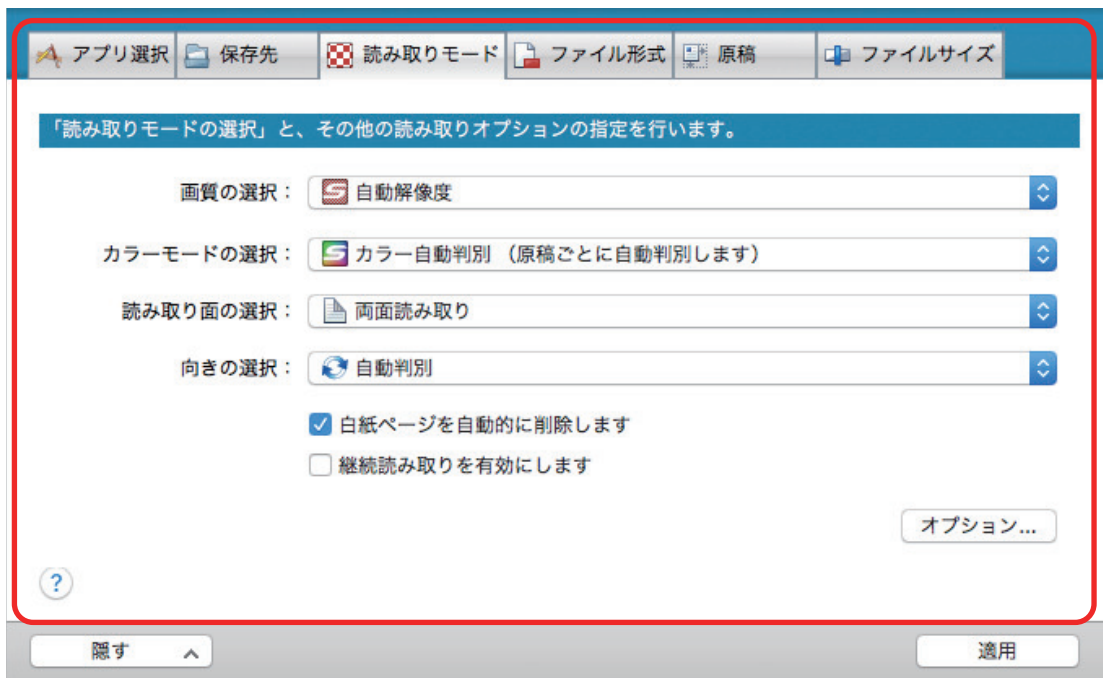 アプリ選択 保存先 読み取りモード ファイル形式 原稿 ファイルサイズ
「読み取りモードの選択」と、その他の読み取りオプションの指定を行います。
画質の選択： 自動解像度
カラーモードの選択： カラー自動判別 （原稿ごとに自動判別します）
読み取り面の選択： 両面読み取り
向きの選択： 自動判別
白紙ページを自動的に削除します
継続読み取りを有効にします
オプション...
?
隠す 適用